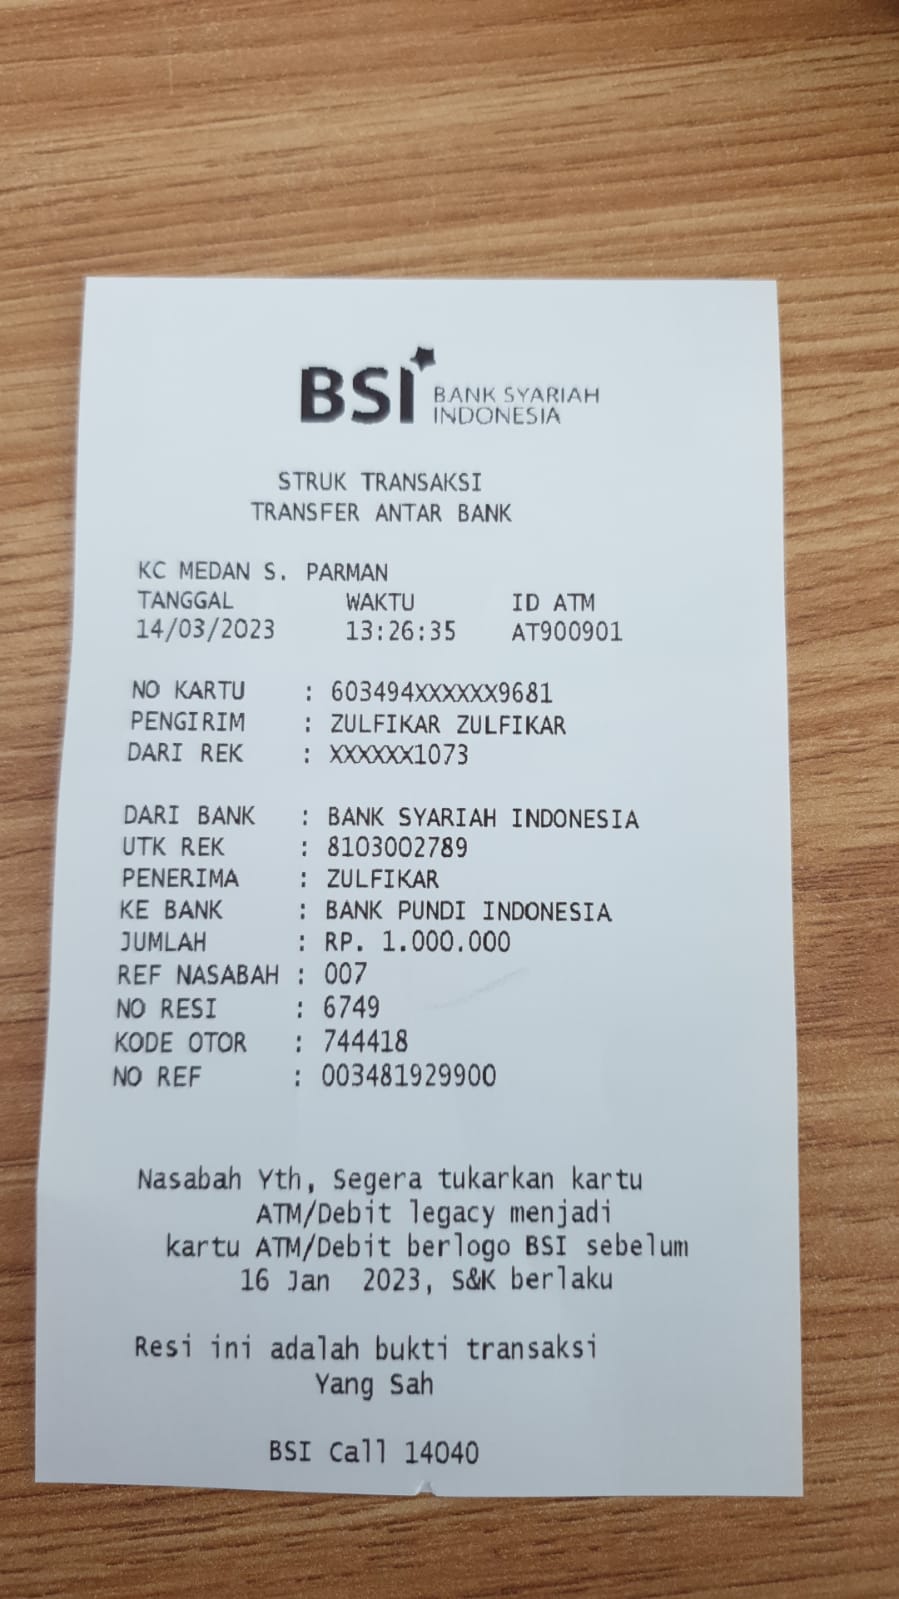 BSI BANK SYARIAH
INDONESIA
STRUK TRANSAKSI
TRANSFER ANTAR BANK
KC MEDAN S. PARMAN
TANGGAL WAKTU ID ATM
14/03/2023 13:26:35 AT900901
NO KARTU : 603494XXXXXX9681
PENGIRIM : ZULFIKAR ZULFIKAR
DARI REK : XXXXXX1073
DARI BANK : BANK SYARIAH INDONESIA
UTK REK : 8103002789
PENERIMA : ZULFIKAR
KE BANK : BANK PUNDI INDONESIA
JUMLAH : RP. 1.000.000
REF NASABAH : 007
NO RESI : 6749
KODE OTOR : 744418
NO REF : 003481929900
Nasabah Yth, Segera tukarkan kartu
ATM/Debit legacy menjadi
kartu ATM/Debit berlogo BSI sebelum
16 Jan 2023, S&K berlaku
Resi ini adalah bukti transaksi
Yang Sah
BSI Call 14040